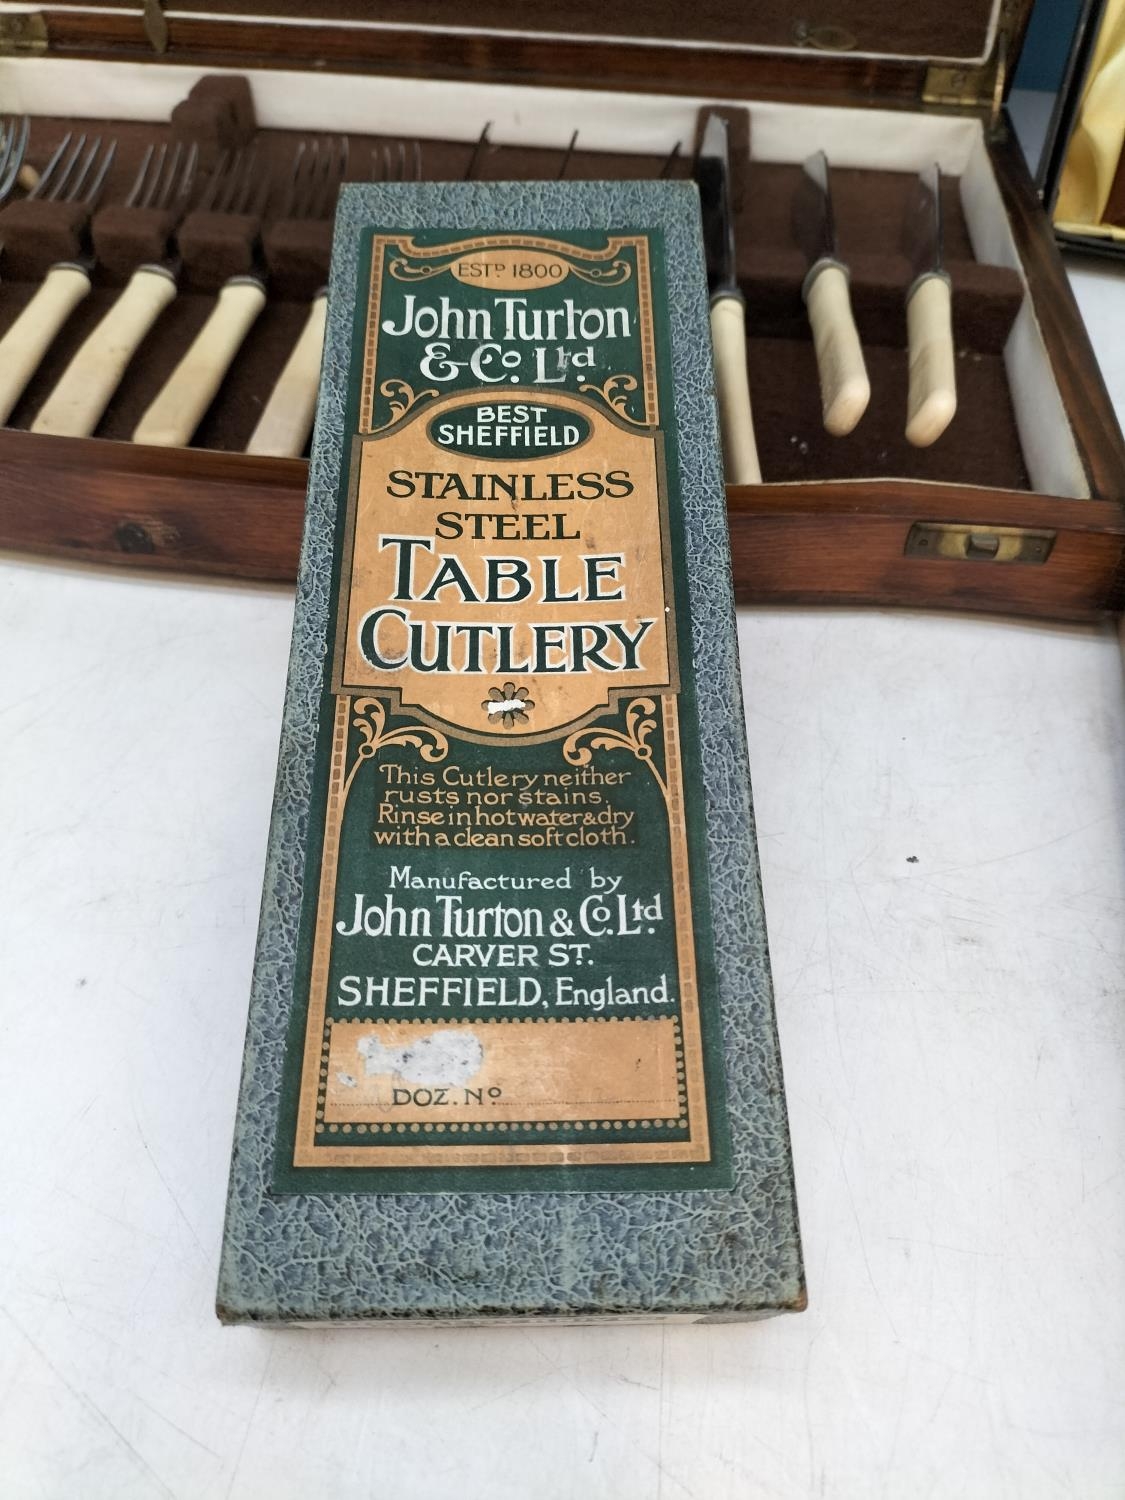 ESTD 1800
John Turton
& Co. Ltd.
BEST
SHEFFIELD
STAINLESS
STEEL
TABLE
CUTLERY
This Cutlery neither
rusts nor stains.
Rinse in hot water & dry
with a clean soft cloth.
Manufactured by
John Turton & Co. Ltd.
CARVER ST.
SHEFFIELD, England.
DOZ. No